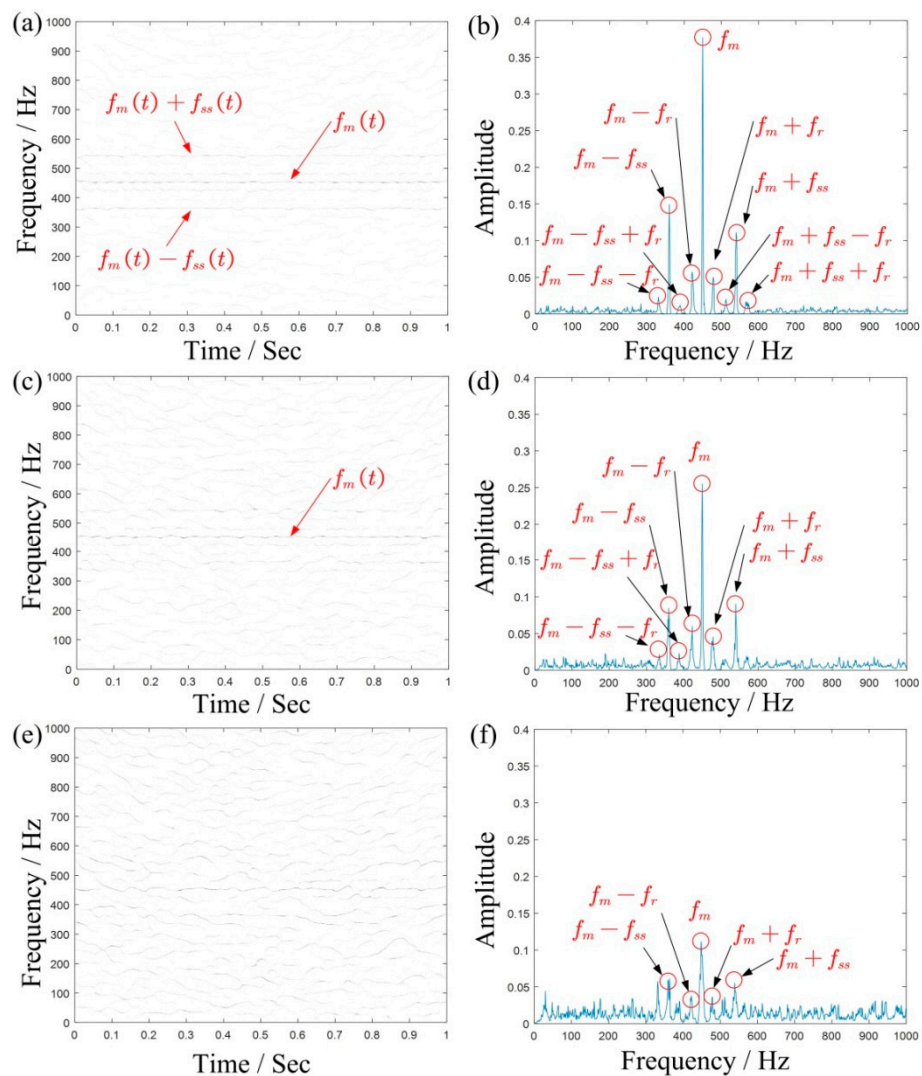 (a)
1000
900
800
700
600
500
400
300
200
100
0
Frequency / Hz
f_m(t) + f_ss(t)
f_m(t)
f_m(t) − f_ss(t)
0 0.1 0.2 0.3 0.4 0.5 0.6 0.7 0.8 0.9 1
Time / Sec
(b)
0.4
0.35
0.3
0.25
0.2
0.15
0.1
0.05
0
Amplitude
f_m
f_m − f_r
f_m + f_r
f_m − f_ss
f_m + f_ss
f_m − f_ss + f_r
f_m + f_ss − f_r
f_m − f_ss − f_r
f_m + f_ss + f_r
0 100 200 300 400 500 600 700 800 900 1000
Frequency / Hz
(c)
1000
900
800
700
600
500
400
300
200
100
0
Frequency / Hz
f_m(t)
0 0.1 0.2 0.3 0.4 0.5 0.6 0.7 0.8 0.9 1
Time / Sec
(d)
0.4
0.35
0.3
0.25
0.2
0.15
0.1
0.05
0
Amplitude
f_m
f_m − f_r
f_m − f_ss
f_m + f_r
f_m − f_ss + f_r
f_m + f_ss
f_m − f_ss − f_r
0 100 200 300 400 500 600 700 800 900 1000
Frequency / Hz
(e)
1000
900
800
700
600
500
400
300
200
100
0
Frequency / Hz
0 0.1 0.2 0.3 0.4 0.5 0.6 0.7 0.8 0.9 1
Time / Sec
(f)
0.4
0.35
0.3
0.25
0.2
0.15
0.1
0.05
0
Amplitude
f_m − f_r
f_m
f_m − f_ss
f_m + f_r
f_m + f_ss
0 100 200 300 400 500 600 700 800 900 1000
Frequency / Hz